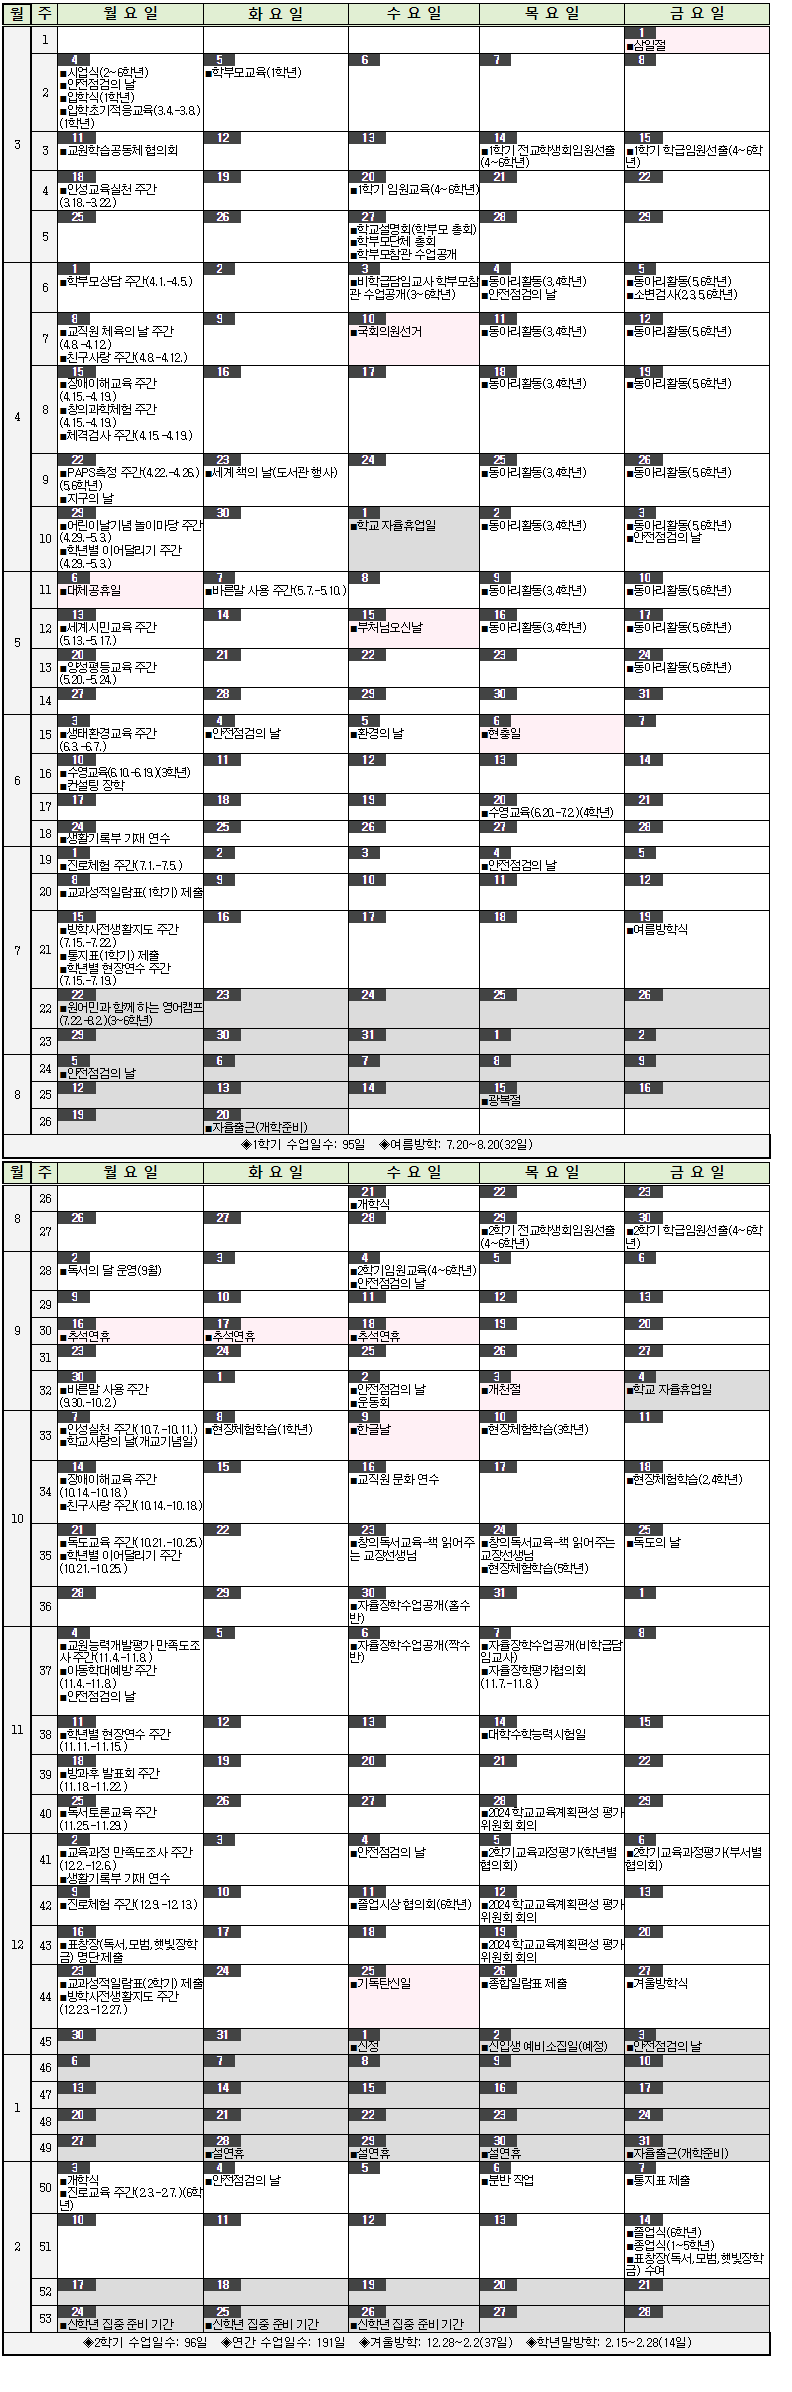 월 주 월 요 일 화 요 일 수 요 일 목 요 일 금 요 일
3
1
1
■삼일절
2
4 5 6 7 8
■시업식(2~6학년)
■안전점검의 날
■입학식(1학년)
■입학초기적응교육(3.4.-3.8.)
(1학년)
■학부모교육(1학년)
3
11 12 13 14 15
■교원학습공동체 협의회
■1학기 전교학생회임원선출
(4~6학년)
■1학기 학급임원선출(4~6학
년)
4
18 19 20 21 22
■인성교육실천 주간
(3.18.-3.22.)
■1학기 임원교육(4~6학년)
5
25 26 27 28 29
■학교설명회(학부모 총회)
■학부모단체 총회
■학부모참관 수업공개
4
6
1 2 3 4 5
■학부모상담 주간(4.1.-4.5.)
■비학급담임교사 학부모참
관 수업공개(3~6학년)
■동아리활동(3,4학년)
■안전점검의 날
■동아리활동(5,6학년)
■소변검사(2,3,5,6학년)
7
8 9 10 11 12
■교직원 체육의 날 주간
(4.8.-4.12.)
■친구사랑 주간(4.8.-4.12.)
■국회의원선거
■동아리활동(3,4학년)
■동아리활동(5,6학년)
8
15 16 17 18 19
■장애이해교육 주간
(4.15.-4.19.)
■창의과학체험 주간
(4.15.-4.19.)
■체격검사 주간(4.15.-4.19.)
■동아리활동(3,4학년)
■동아리활동(5,6학년)
9
22 23 24 25 26
■PAPS측정 주간(4.22.-4.26.)
(5,6학년)
■지구의 날
■세계 책의 날(도서관 행사)
■동아리활동(3,4학년)
■동아리활동(5,6학년)
10
29 30 1 2 3
■어린이날기념 놀이마당 주간
(4.29.-5.3.)
■학년별 이어달리기 주간
(4.29.-5.3.)
■학교 자율휴업일
■동아리활동(3,4학년)
■동아리활동(5,6학년)
■안전점검의 날
5
11
6 7 8 9 10
■대체공휴일
■바른말 사용 주간(5.7.-5.10.)
■동아리활동(3,4학년)
■동아리활동(5,6학년)
12
13 14 15 16 17
■세계시민교육 주간
(5.13.-5.17.)
■부처님오신날
■동아리활동(3,4학년)
■동아리활동(5,6학년)
13
20 21 22 23 24
■양성평등교육 주간
(5.20.-5.24.)
■동아리활동(5,6학년)
14
27 28 29 30 31
6
15
3 4 5 6 7
■생태환경교육 주간
(6.3.-6.7.)
■안전점검의 날
■환경의 날
■현충일
16
10 11 12 13 14
■수영교육(6.10.-6.19.)(3학년)
■컨설팅 장학
17
17 18 19 20 21
■수영교육(6.20.-7.2.)(4학년)
18
24 25 26 27 28
■생활기록부 기재 연수
7
19
1 2 3 4 5
■진로체험 주간(7.1.-7.5.)
■안전점검의 날
20
8 9 10 11 12
■교과성적일람표(1학기) 제출
21
15 16 17 18 19
■방학사전생활지도 주간
(7.15.-7.22.)
■통지표(1학기) 제출
■학년별 현장연수 주간
(7.15.-7.19.)
■여름방학식
22
22 23 24 25 26
■원어민과 함께 하는 영어캠프
(7.22.-8.2.)(3~6학년)
23
29 30 31 1 2
8
24
5 6 7 8 9
■안전점검의 날
25
12 13 14 15 16
■광복절
26
19 20
■자율출근(개학준비)
◈1학기 수업일수: 95일 ◈여름방학: 7.20~8.20(32일)
월 주 월 요 일 화 요 일 수 요 일 목 요 일 금 요 일
8
26
21 22 23
■개학식
27
26 27 28 29 30
■2학기 전교학생회임원선출
(4~6학년)
■2학기 학급임원선출(4~6학
년)
9
28
2 3 4 5 6
■독서의 달 운영(9월)
■2학기임원교육(4~6학년)
■안전점검의 날
29
9 10 11 12 13
30
16 17 18 19 20
■추석연휴
■추석연휴
■추석연휴
31
23 24 25 26 27
32
30 1 2 3 4
■바른말 사용 주간
(9.30.-10.2.)
■안전점검의 날
■운동회
■개천절
■학교 자율휴업일
10
33
7 8 9 10 11
■인성실천 주간(10.7.-10.11.)
■학교사랑의 날(개교기념일)
■현장체험학습(1학년)
■한글날
■현장체험학습(3학년)
34
14 15 16 17 18
■장애이해교육 주간
(10.14.-10.18.)
■친구사랑 주간(10.14.-10.18.)
■교직원 문화 연수
■현장체험학습(2,4학년)
35
21 22 23 24 25
■독도교육 주간(10.21.-10.25.)
■학년별 이어달리기 주간
(10.21.-10.25.)
■창의독서교육-책 읽어주
는 교장선생님
■창의독서교육-책 읽어주는
교장선생님
■현장체험학습(5학년)
■독도의 날
36
28 29 30 31 1
■자율장학수업공개(홀수
반)
11
37
4 5 6 7 8
■교원능력개발평가 만족도조
사 주간(11.4.-11.8.)
■아동학대예방 주간
(11.4.-11.8.)
■안전점검의 날
■자율장학수업공개(짝수
반)
■자율장학수업공개(비학급담
임교사)
■자율장학평가협의회
(11.7.-11.8.)
38
11 12 13 14 15
■학년별 현장연수 주간
(11.11.-11.15.)
■대학수학능력시험일
39
18 19 20 21 22
■방과후 발표회 주간
(11.18.-11.22.)
40
25 26 27 28 29
■독서토론교육 주간
(11.25.-11.29.)
■2024 학교교육계획편성 평가
위원회 회의
12
41
2 3 4 5 6
■교육과정 만족도조사 주간
(12.2.-12.6.)
■생활기록부 기재 연수
■안전점검의 날
■2학기교육과정평가(학년별
협의회)
■2학기교육과정평가(부서별
협의회)
42
9 10 11 12 13
■진로체험 주간(12.9.-12.13.)
■졸업사상 협의회(6학년)
■2024 학교교육계획편성 평가
위원회 회의
43
16 17 18 19 20
■표창장(독서,모범,햇빛장학
금) 명단제출
■2024 학교교육계획편성 평가
위원회 회의
44
23 24 25 26 27
■교과성적일람표(2학기) 제출
■방학사전생활지도 주간
(12.23.-12.27.)
■기독탄신일
■종합일람표 제출
■겨울방학식
45
30 31 1 2 3
■신정
■신입생 예비소집일(예정)
■안전점검의 날
1
46
6 7 8 9 10
47
13 14 15 16 17
48
20 21 22 23 24
49
27 28 29 30 31
■설연휴
■설연휴
■설연휴
■자율출근(개학준비)
2
50
3 4 5 6 7
■개학식
■진로교육 주간(2.3.-2.7.)(6학
년)
■안전점검의 날
■분반 작업
■통지표 제출
51
10 11 12 13 14
■졸업식(6학년)
■종업식(1~5학년)
■표창장(독서,모범,햇빛장학
금) 수여
52
17 18 19 20 21
53
24 25 26 27 28
■신학년 집중 준비 기간
■신학년 집중 준비 기간
■신학년 집중 준비 기간
◈2학기 수업일수: 96일 ◈연간 수업일수: 191일 ◈겨울방학: 12.28~2.2(37일) ◈학년말방학: 2.15~2.28(14일)